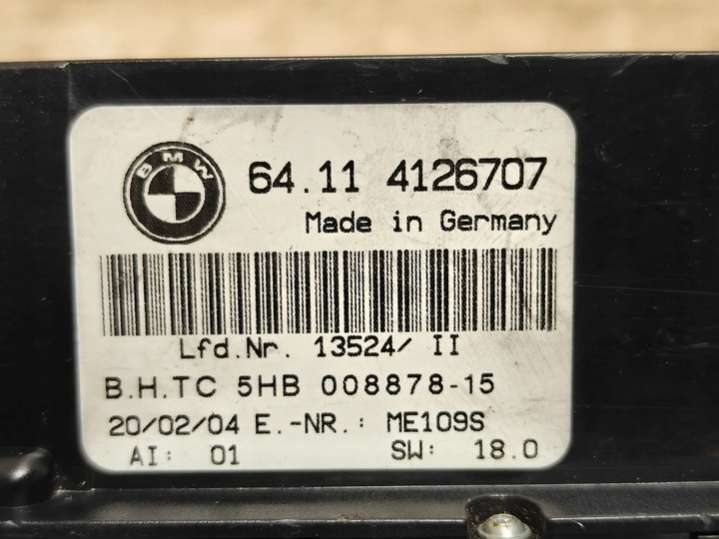 BMW
64.11 4126707
Made in Germany
Lfd.Nr. 13524/ II
B.H.TC 5HB 008878-15
20/02/04 E.-NR.: ME109S
AI: 01 SW: 18.0